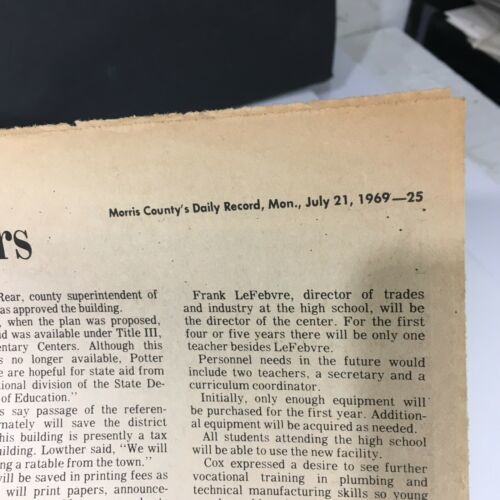 Morris County's Daily Record, Mon., July 21, 1969—25
rs
Rear, county superintendent of
as approved the building.
, when the plan was proposed,
id was available under Title III,
entary Centers. Although this
s no longer available, Potter
e are hopeful for state aid from
tional division of the State De-
of Education."
s say passage of the referen-
mately will save the district
his building is presently a tax
uilding. Lowther said, "We will
ng a ratable from the town."
ill be saved in printing fees as
will print papers, announce-
Frank LeFebvre, director of trades
and industry at the high school, will be
the director of the center. For the first
four or five years there will be only one
teacher besides LeFebvre.
Personnel needs in the future would
include two teachers, a secretary and a
curriculum coordinator.
Initially, only enough equipment will
be purchased for the first year. Addition-
al equipment will be acquired as needed.
All students attending the high school
will be able to use the new facility.
Cox expressed a desire to see further
vocational training in plumbing and
technical manufacturing skills so young